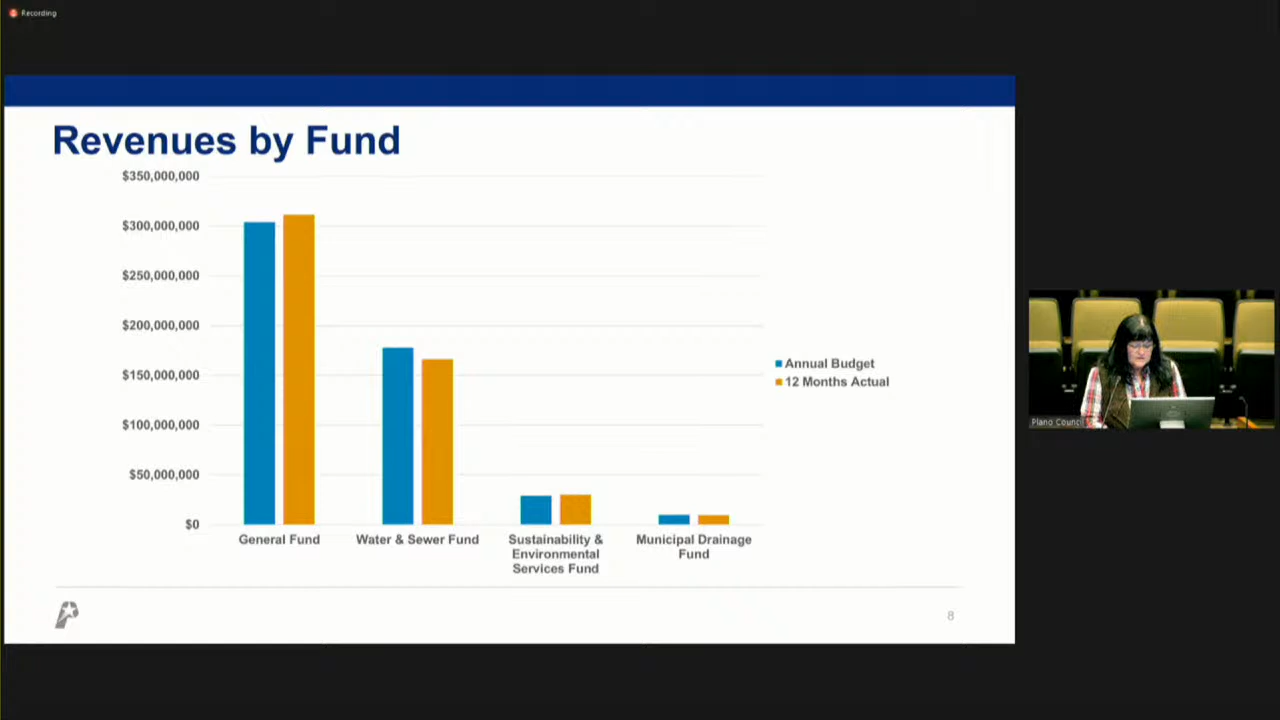 Recording
Revenues by Fund
$350,000,000
$300,000,000
$250,000,000
$200,000,000
$150,000,000
$100,000,000
$50,000,000
$0
General Fund
Water & Sewer Fund
Sustainability &
Environmental
Services Fund
Municipal Drainage
Fund
Annual Budget
12 Months Actual
8
Plano Council